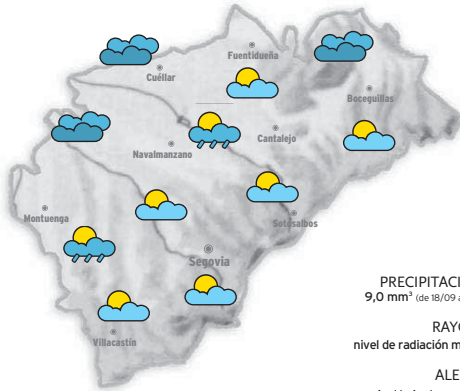 Fuentidueña
Cuéllar
Boceguillas
Cantalejo
Navalmanzano
Montuenga
Sotosalbos
Segovia
PRECIPITACI
9,0 mm³ (de 18/09 a
RAYO
nivel de radiación m
ALE
Villacastín